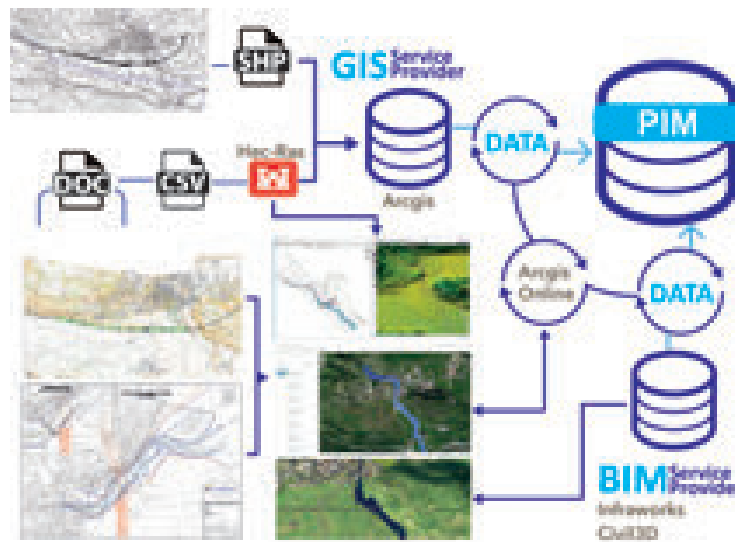 SHP
GIS Service
Provider
PIM
DATA
Hec-Ras
DOC
CSV
Arcgis
Arcgis
Online
DATA
BIM Service
Provider
Infraworks
Civil3D